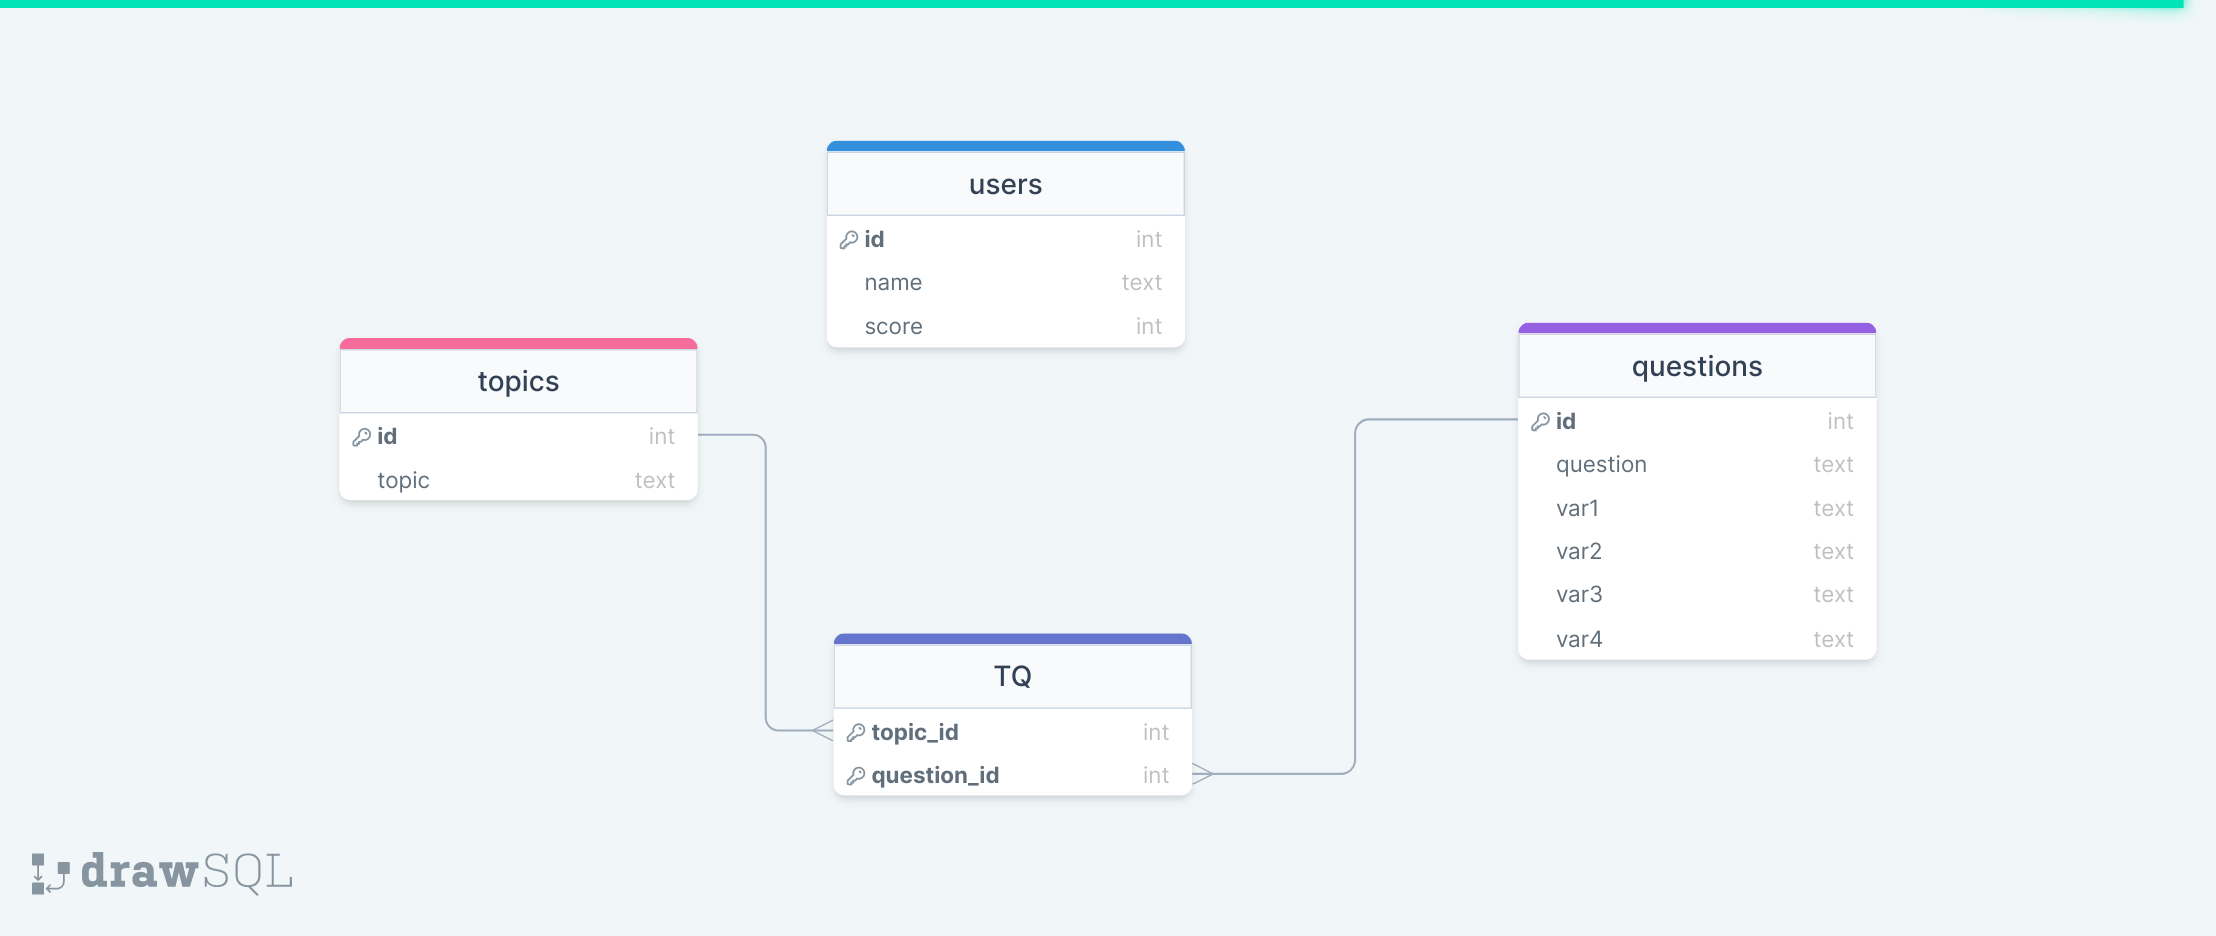 users
id int
name text
score int
topics
id int
topic text
questions
id int
question text
var1 text
var2 text
var3 text
var4 text
TQ
topic_id int
question_id int
drawSQL